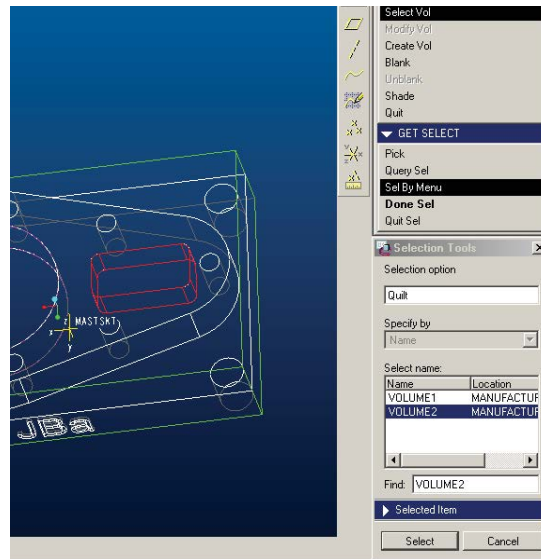 Select Vol
Modify Vol
Create Vol
Blank
Unblank
Shade
Quit
GET SELECT
Pick
Query Sel
Sel By Menu
Done Sel
Quit Sel
Selection Tools
Selection option
Quilt
Specify by
Name
Select name:
Name Location
VOLUME1 MANUFACTUR
VOLUME2 MANUFACTUR
Find: VOLUME2
Selected Item
Select Cancel
z MASTSKT
x
y
JBa